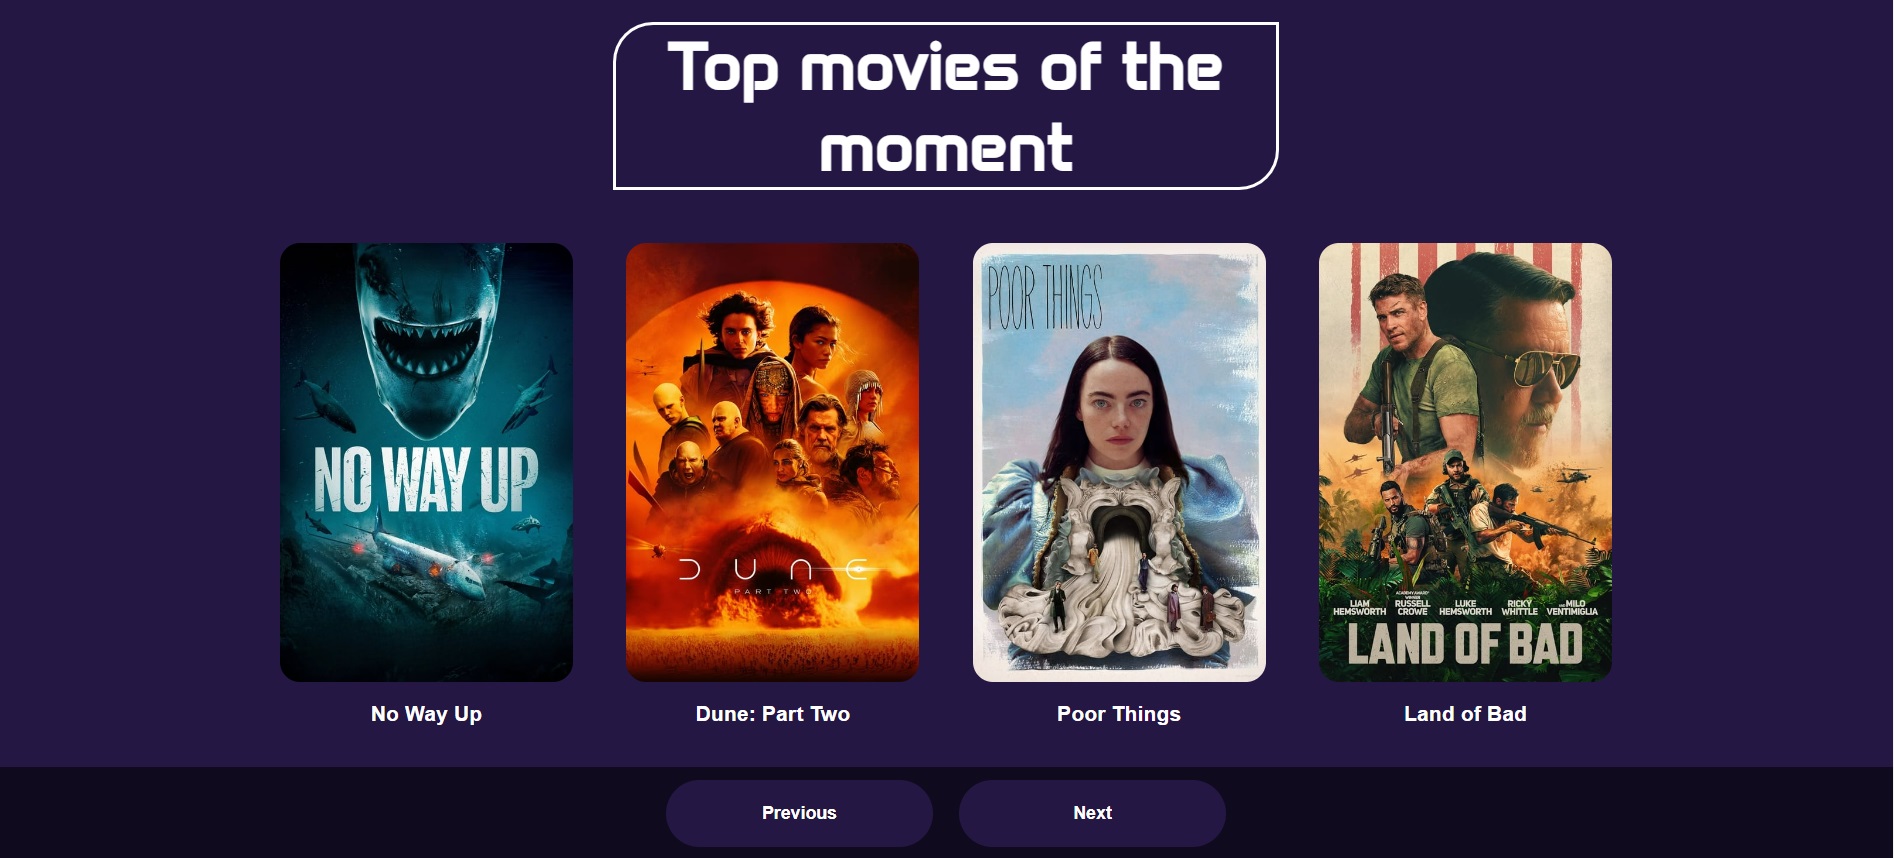 Top movies of the
moment
NO WAY UP
DUNE
PART TWO
POOR THINGS
LIAM HEMSWORTH
ACADEMY AWARD® WINNER RUSSELL CROWE
LUKE HEMSWORTH
RICKY WHITTLE
AND MILO VENTIMIGLIA
LAND OF BAD
No Way Up
Dune: Part Two
Poor Things
Land of Bad
Previous
Next